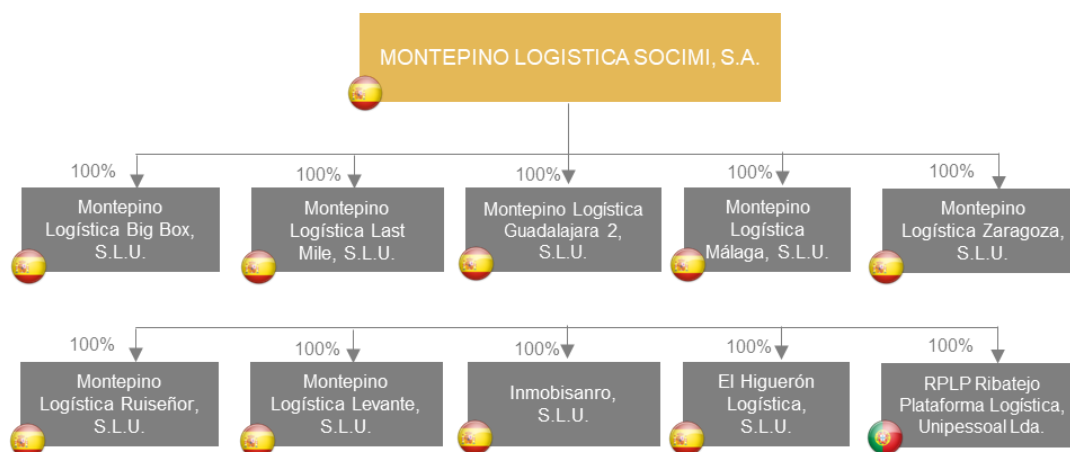 MONTEPINO LOGISTICA SOCIMI, S.A.
100%
100%
100%
100%
100%
Montepino
Logística Big Box,
S.L.U.
Montepino
Logística Last
Mile, S.L.U.
Montepino Logística
Guadalajara 2,
S.L.U.
Montepino
Logística
Málaga, S.L.U.
Montepino
Logística Zaragoza,
S.L.U.
100%
100%
100%
100%
100%
Montepino
Logística Ruiseñor,
S.L.U.
Montepino
Logística Levante,
S.L.U.
Inmobisanro,
S.L.U.
El Higuerón
Logística,
S.L.U.
RPLP Ribatejo
Plataforma Logística,
Unipessoal Lda.